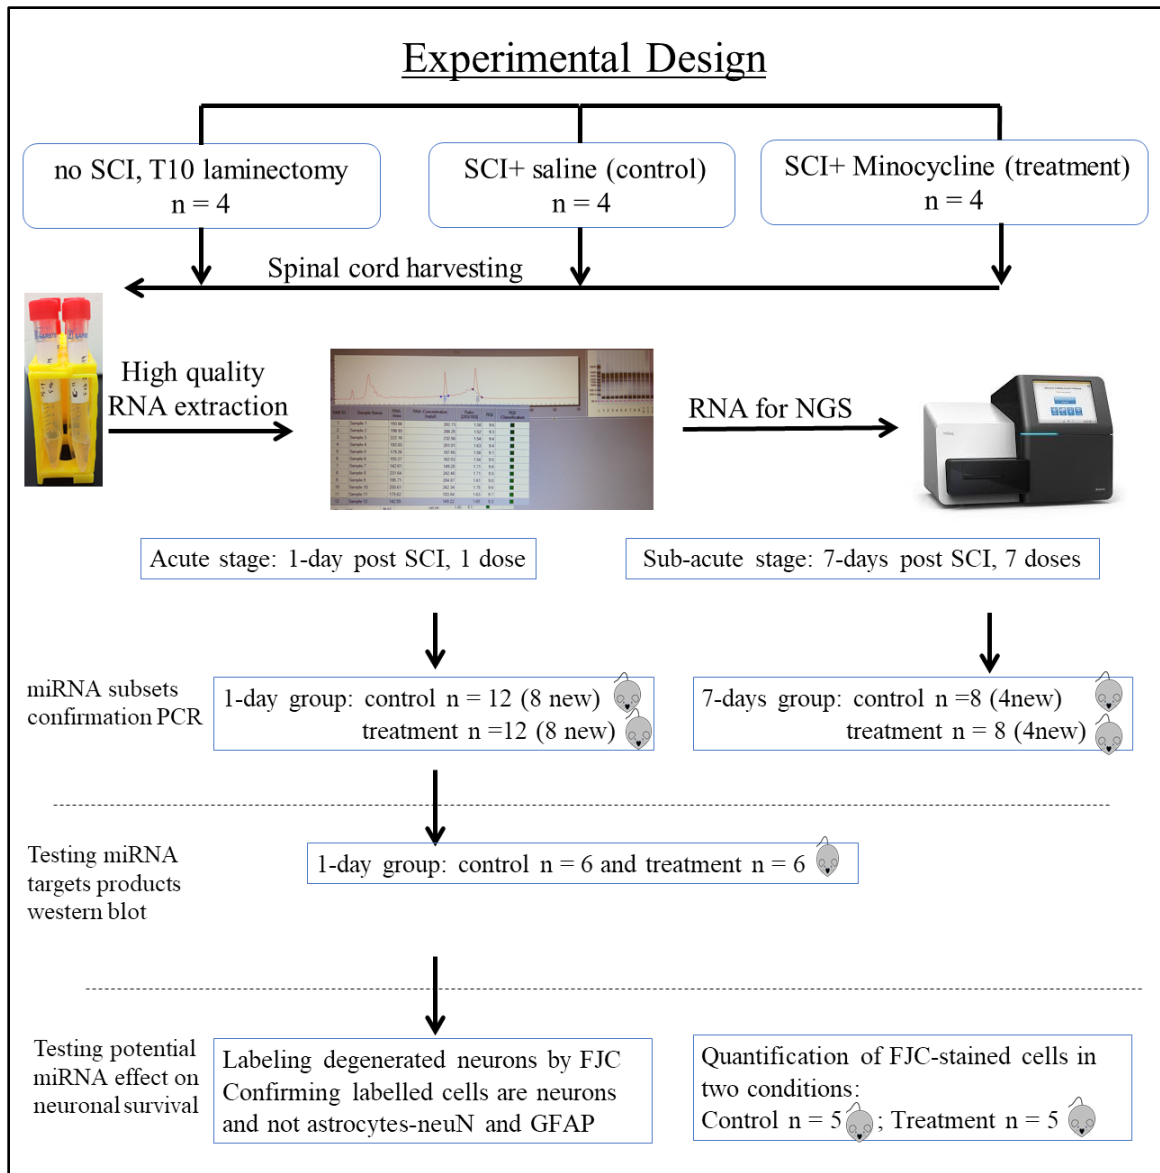 Experimental Design
no SCI, T10 laminectomy
n = 4
SCI+ saline (control)
n = 4
SCI+ Minocycline (treatment)
n = 4
Spinal cord harvesting
High quality
RNA extraction
RNA for NGS
Acute stage: 1-day post SCI, 1 dose
Sub-acute stage: 7-days post SCI, 7 doses
miRNA subsets
confirmation PCR
1-day group: control n = 12 (8 new)
treatment n =12 (8 new)
7-days group: control n =8 (4new)
treatment n = 8 (4new)
Testing miRNA
targets products
western blot
1-day group: control n = 6 and treatment n = 6
Testing potential
miRNA effect on
neuronal survival
Labeling degenerated neurons by FJC
Confirming labelled cells are neurons
and not astrocytes-neuN and GFAP
Quantification of FJC-stained cells in
two conditions:
Control n = 5 ; Treatment n = 5